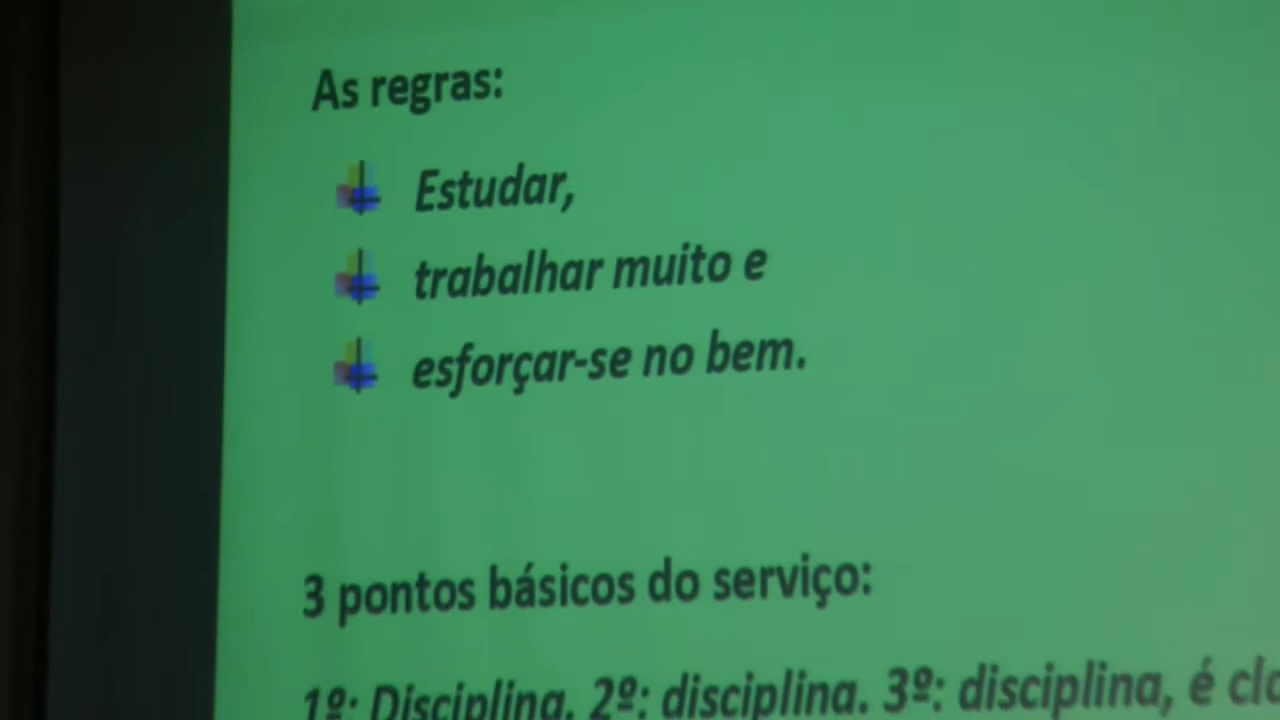 As regras:
Estudar,
trabalhar muito e
esforçar-se no bem.
3 pontos básicos do serviço:
1º: Disciplina. 2º: disciplina. 3º: disciplina, é